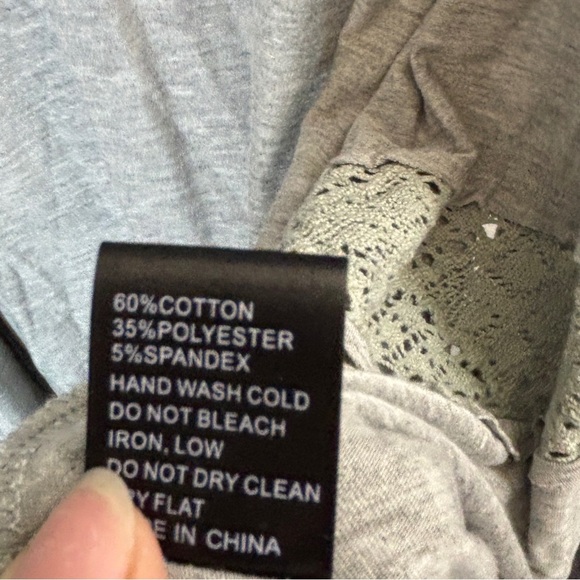 60%COTTON
35%POLYESTER
5%SPANDEX
HAND WASH COLD
DO NOT BLEACH
IRON, LOW
DO NOT DRY CLEAN
FLAT
IN CHINA